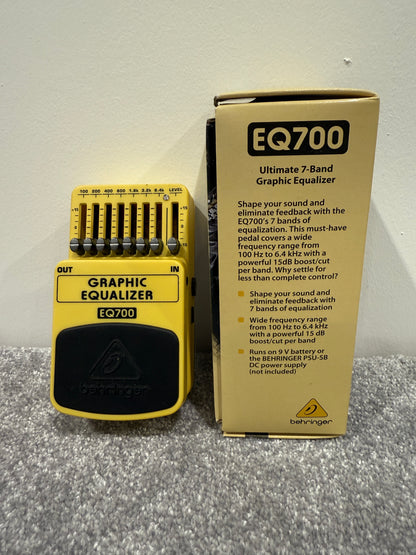 100 200 400 800 1.6k 3.2k 6.4k LEVEL
+15 +15
OUT IN
GRAPHIC
EQUALIZER
EQ700
behringer
EQ700
Ultimate 7-Band
Graphic Equalizer
Shape your sound and
eliminate feedback with the
EQ700's 7 bands of
equalization. This must-have
pedal covers a wide
frequency range from
100 Hz to 6.4 kHz with a
powerful 15dB boost/cut
per band. Why settle for
less than complete control?
Shape your sound and
eliminate feedback with
7 bands of equalization
Wide frequency range
from 100 Hz to 6.4 kHz
with a powerful 15 dB
boost/cut per band
Runs on 9 V battery or
the BEHRINGER PSU-SB
DC power supply
(not included)
behringer